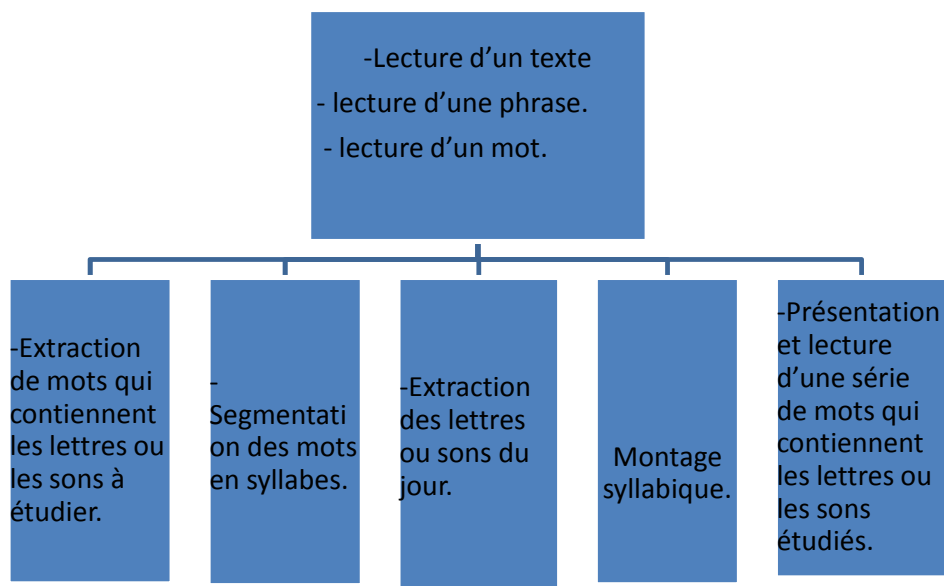 -Lecture d’un texte
- lecture d’une phrase.
- lecture d’un mot.
-Extraction
de mots qui
contiennent
les lettres ou
les sons à
étudier.
-
Segmentati
on des mots
en syllabes.
-Extraction
des lettres
ou sons du
jour.
Montage
syllabique.
-Présentation
et lecture
d’une série
de mots qui
contiennent
les lettres ou
les sons
étudiés.